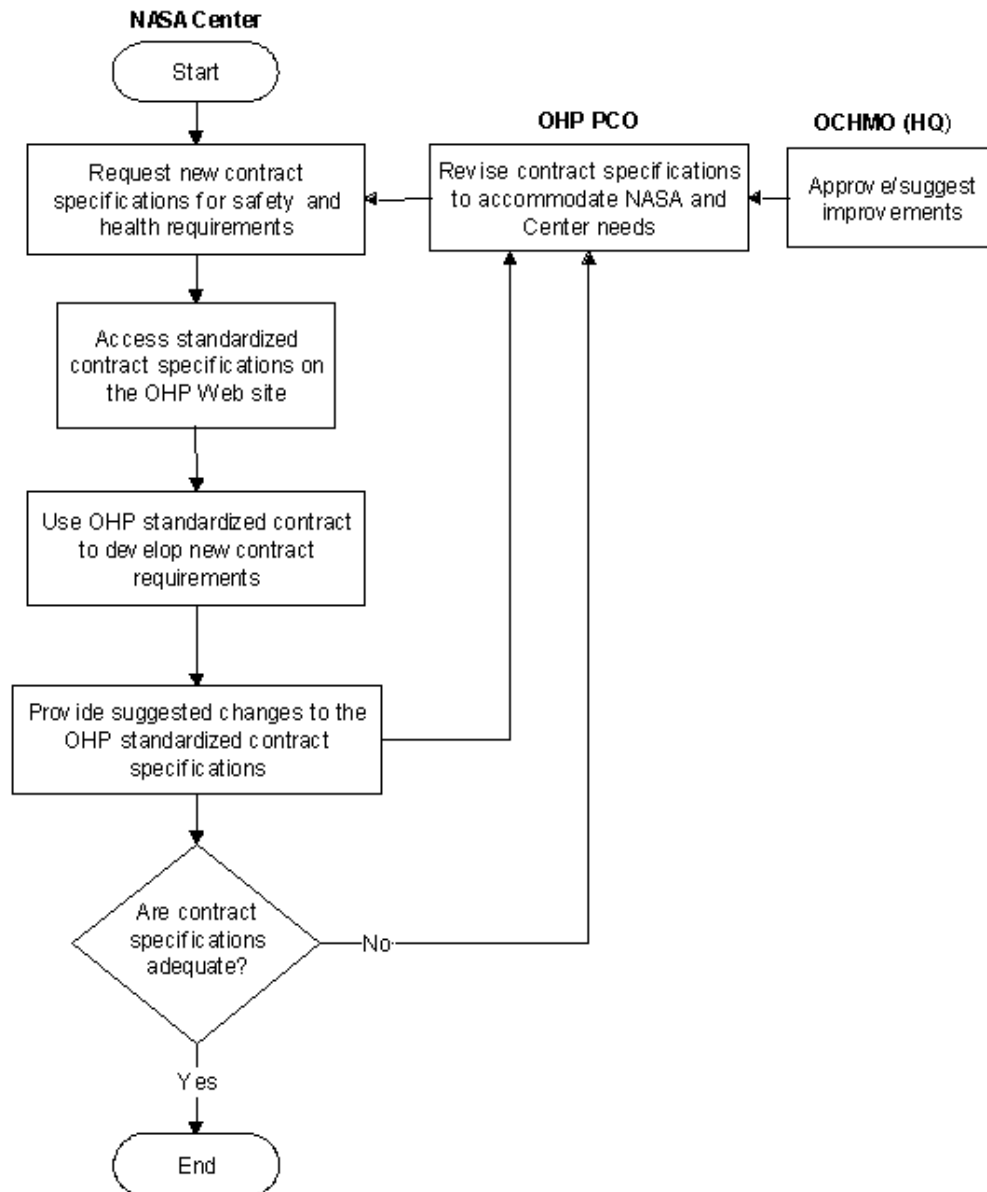 NASA Center
Start
OHP PCO
OCHMO (HQ)
Request new contract
specifications for safety and
health requirements
Revise contract specifications
to accommodate NASA and
Center needs
Approve/suggest
improvements
Access standardized
contract specifications on
the OHP Web site
Use OHP standardized contract
to develop new contract
requirements
Provide suggested changes to the
OHP standardized contract
specifications
Are contract
specifications
adequate?
No
Yes
End